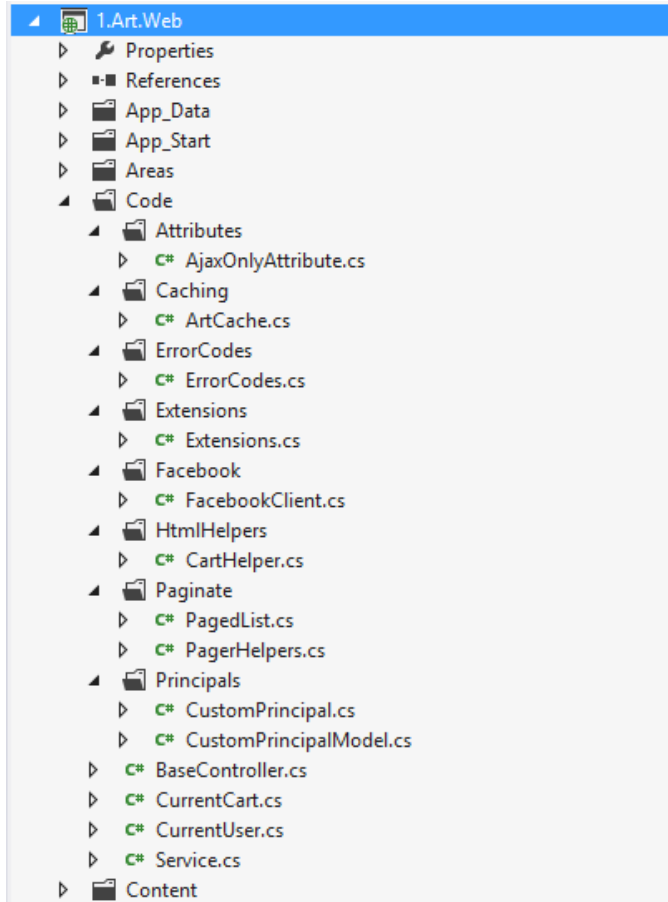 1.Art.Web
Properties
References
App_Data
App_Start
Areas
Code
Attributes
C# AjaxOnlyAttribute.cs
Caching
C# ArtCache.cs
ErrorCodes
C# ErrorCodes.cs
Extensions
C# Extensions.cs
Facebook
C# FacebookClient.cs
HtmlHelpers
C# CartHelper.cs
Paginate
C# PagedList.cs
C# PagerHelpers.cs
Principals
C# CustomPrincipal.cs
C# CustomPrincipalModel.cs
C# BaseController.cs
C# CurrentCart.cs
C# CurrentUser.cs
C# Service.cs
Content